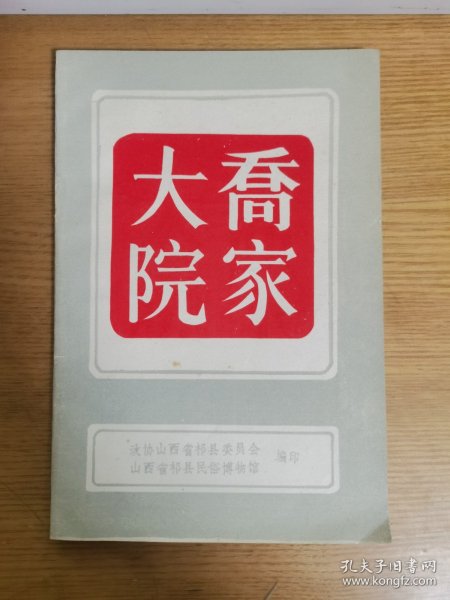 喬家
大院
政协山西省祁县委员会
山西省祁县民俗博物馆
编印
孔夫子旧书网
www.kongfz.com